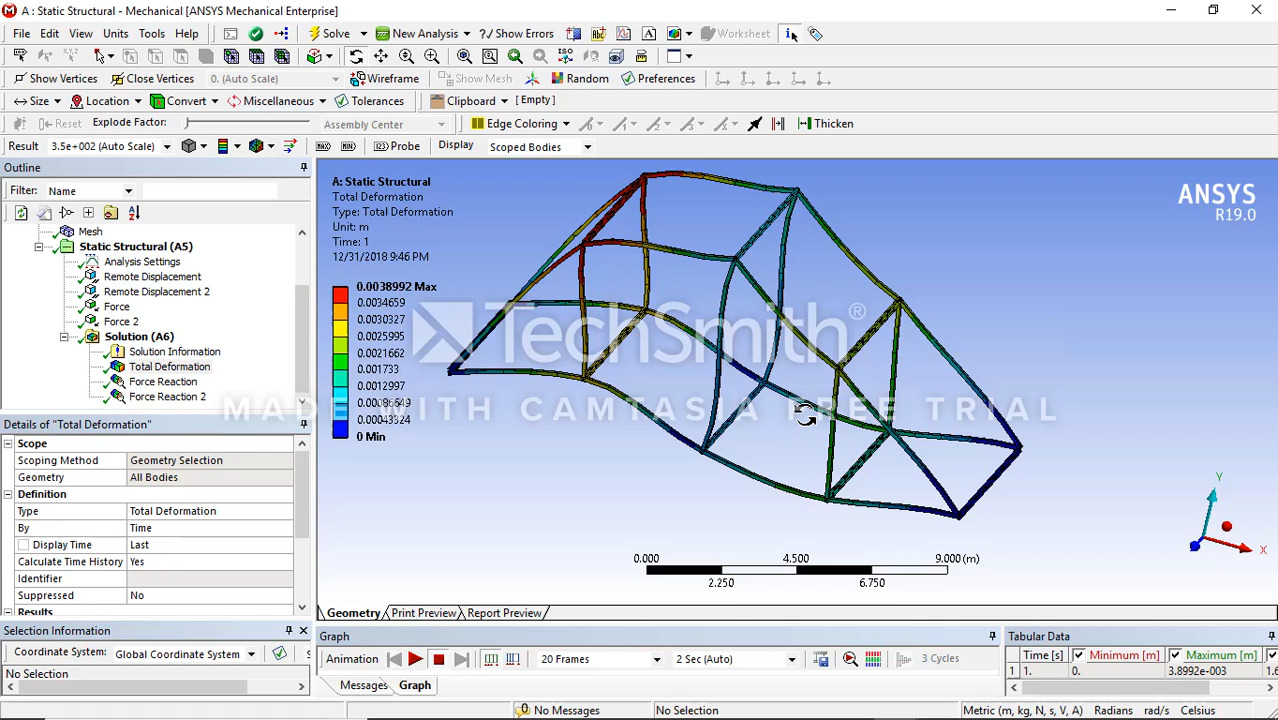 A : Static Structural - Mechanical [ANSYS Mechanical Enterprise]
File Edit View Units Tools Help Solve New Analysis ?/ Show Errors Worksheet
Show Vertices Close Vertices 0. (Auto Scale) Wireframe Show Mesh Random Preferences
Size Location Convert Miscellaneous Tolerances Clipboard [ Empty ]
Reset Explode Factor: Assembly Center Edge Coloring Thicken
Result 3.5e+002 (Auto Scale) Probe Display Scoped Bodies
Outline
Filter: Name
Mesh
Static Structural (A5)
Analysis Settings
Remote Displacement
Remote Displacement 2
Force
Force 2
Solution (A6)
Solution Information
Total Deformation
Force Reaction
Force Reaction 2
Details of "Total Deformation"
Scope
Scoping Method Geometry Selection
Geometry All Bodies
Definition
Type Total Deformation
By Time
Display Time Last
Calculate Time History Yes
Identifier
Suppressed No
Results
Selection Information
Coordinate System: Global Coordinate System
No Selection
A: Static Structural
Total Deformation
Type: Total Deformation
Unit: m
Time: 1
12/31/2018 9:46 PM
0.0038992 Max
0.0034659
0.0030327
0.0025995
0.0021662
0.001733
0.0012997
0.00086649
0.00043324
0 Min
ANSYS
R19.0
TechSmith®
MADE WITH CAMTASIA FREE TRIAL
Y
X
0.000 4.500 9.000 (m)
2.250 6.750
Geometry Print Preview Report Preview
Graph
Animation 20 Frames 2 Sec (Auto) 3 Cycles
Messages Graph
Tabular Data
Time [s] Minimum [m] Maximum [m]
1 1. 0. 3.8992e-003 1.6
No Messages No Selection Metric (m, kg, N, s, V, A) Radians rad/s Celsius